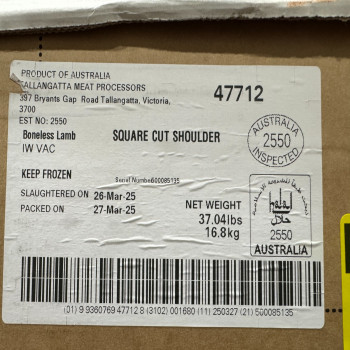 PRODUCT OF AUSTRALIA
TALLANGATTA MEAT PROCESSORS
397 Bryants Gap Road Tallangatta, Victoria,
3700
EST NO: 2550
47712
Boneless Lamb
IW VAC
SQUARE CUT SHOULDER
AUSTRALIA
2550
INSPECTED
KEEP FROZEN
Serial Number600085135
SLAUGHTERED ON 26-Mar-25
PACKED ON 27-Mar-25
NET WEIGHT
37.04lbs
16.8kg
halal
حلال
2550
AUSTRALIA
(01) 9 9360769 47712 8 (3102) 001680 (11) 250327 (21) 500085135